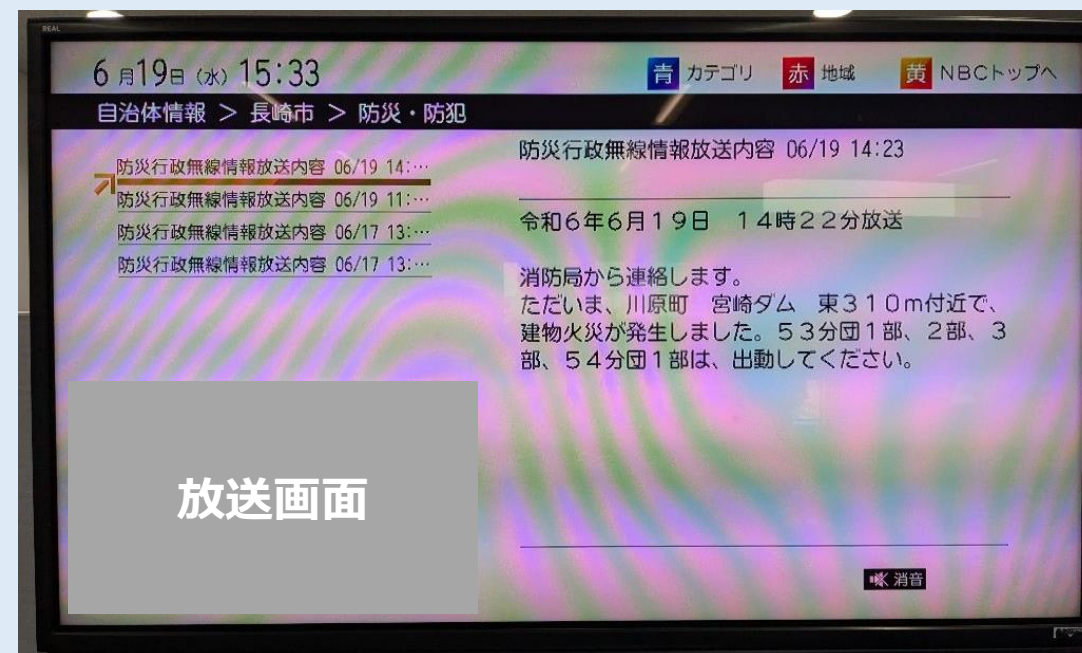 REAL
6月19日 (水) 15:33
青 カテゴリ 赤 地域 黄 NBCトップへ
自治体情報 ＞ 長崎市 ＞ 防災・防犯
防災行政無線情報放送内容 06/19 14:…
防災行政無線情報放送内容 06/19 11:…
防災行政無線情報放送内容 06/17 13:…
防災行政無線情報放送内容 06/17 13:…
防災行政無線情報放送内容 06/19 14:23
令和６年６月１９日　１４時２２分放送
消防局から連絡します。
ただいま、川原町　宮崎ダム　東３１０ｍ付近で、
建物火災が発生しました。５３分団１部、２部、３
部、５４分団１部は、出動してください。
放送画面
消音